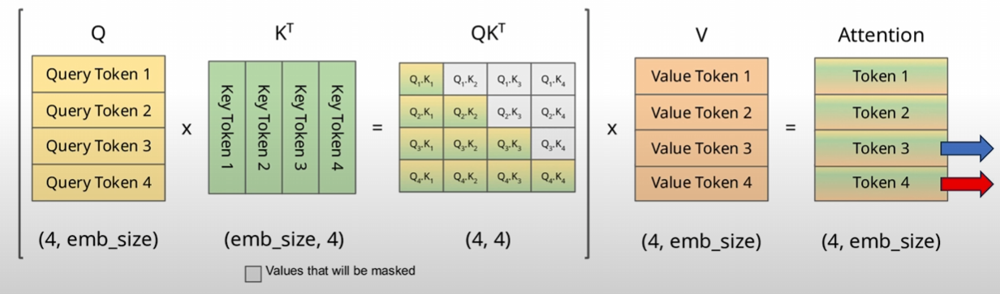 Q
K^T
QK^T
V
Attention
Query Token 1
Query Token 2
Query Token 3
Query Token 4
x
Key Token 1
Key Token 2
Key Token 3
Key Token 4
=
Q₁.K₁ Q₁.K₂ Q₁.K₃ Q₁.K₄
Q₂.K₁ Q₂.K₂ Q₂.K₃ Q₂.K₄
Q₃.K₁ Q₃.K₂ Q₃.K₃ Q₃.K₄
Q₄.K₁ Q₄.K₂ Q₄.K₃ Q₄.K₄
x
Value Token 1
Value Token 2
Value Token 3
Value Token 4
=
Token 1
Token 2
Token 3
Token 4
(4, emb_size)
(emb_size, 4)
(4, 4)
(4, emb_size)
(4, emb_size)
Values that will be masked